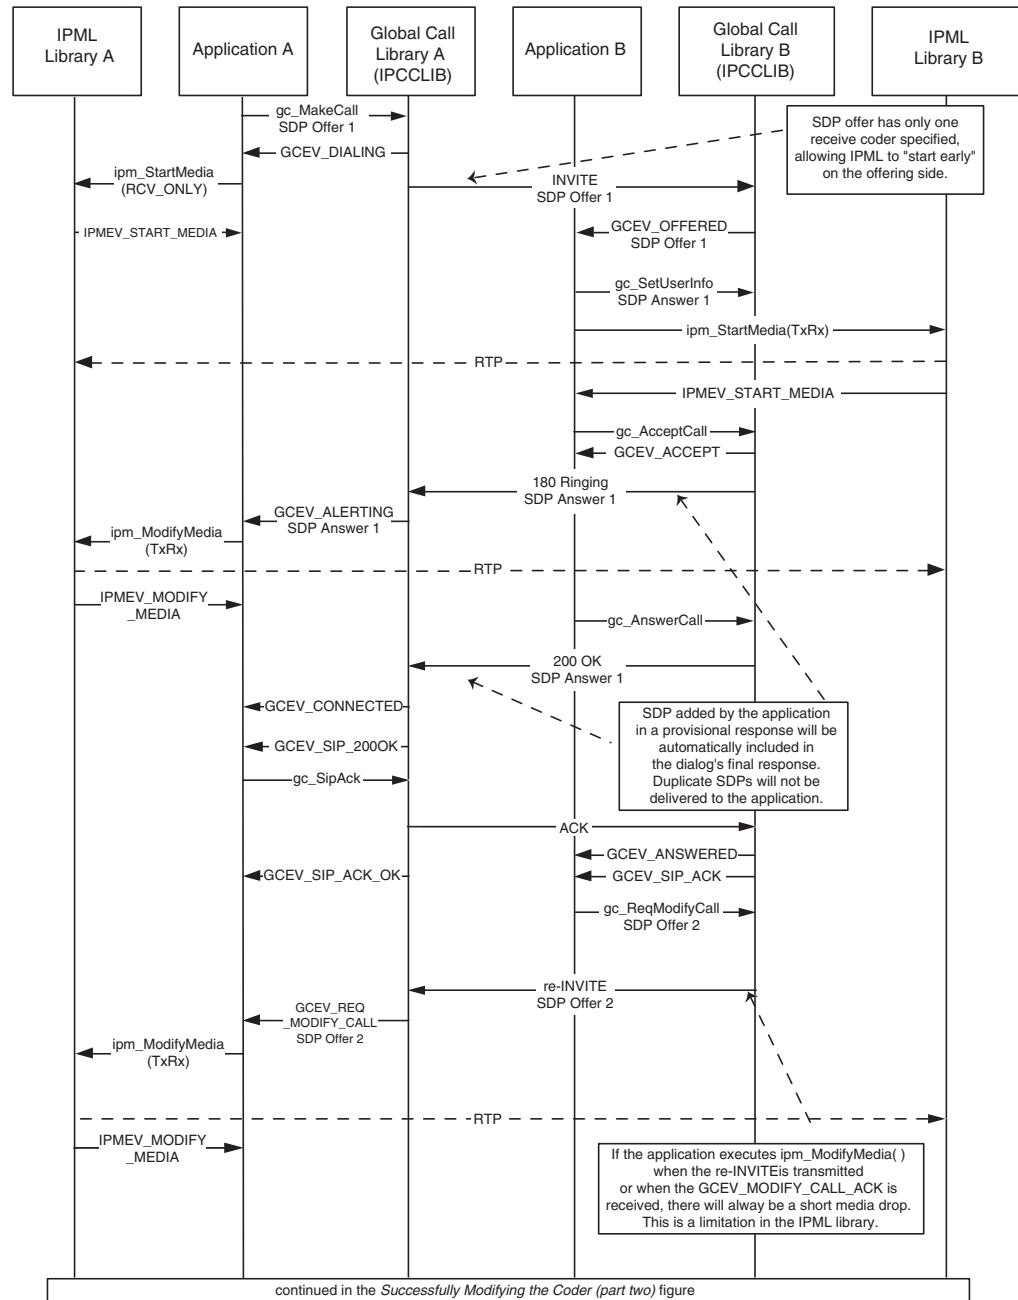 IPML
Library A
Application A
Global Call
Library A
(IPCCLIB)
Application B
Global Call
Library B
(IPCCLIB)
IPML
Library B
gc_MakeCall
SDP Offer 1
SDP offer has only one
receive coder specified,
allowing IPML to "start early"
on the offering side.
GCEV_DIALING
ipm_StartMedia
(RCV_ONLY)
INVITE
SDP Offer 1
IPMEV_START_MEDIA
GCEV_OFFERED
SDP Offer 1
gc_SetUserInfo
SDP Answer 1
ipm_StartMedia(TxRx)
RTP
IPMEV_START_MEDIA
gc_AcceptCall
GCEV_ACCEPT
180 Ringing
SDP Answer 1
GCEV_ALERTING
SDP Answer 1
ipm_ModifyMedia
(TxRx)
RTP
IPMEV_MODIFY
_MEDIA
gc_AnswerCall
200 OK
SDP Answer 1
GCEV_CONNECTED
SDP added by the application
in a provisional response will be
automatically included in
the dialog's final response.
Duplicate SDPs will not be
delivered to the application.
GCEV_SIP_200OK
gc_SipAck
ACK
GCEV_ANSWERED
GCEV_SIP_ACK_OK
GCEV_SIP_ACK
gc_ReqModifyCall
SDP Offer 2
re-INVITE
SDP Offer 2
GCEV_REQ
_MODIFY_CALL
SDP Offer 2
ipm_ModifyMedia
(TxRx)
RTP
IPMEV_MODIFY
_MEDIA
If the application executes ipm_ModifyMedia( )
when the re-INVITEis transmitted
or when the GCEV_MODIFY_CALL_ACK is
received, there will alway be a short media drop.
This is a limitation in the IPML library.
continued in the Successfully Modifying the Coder (part two) figure